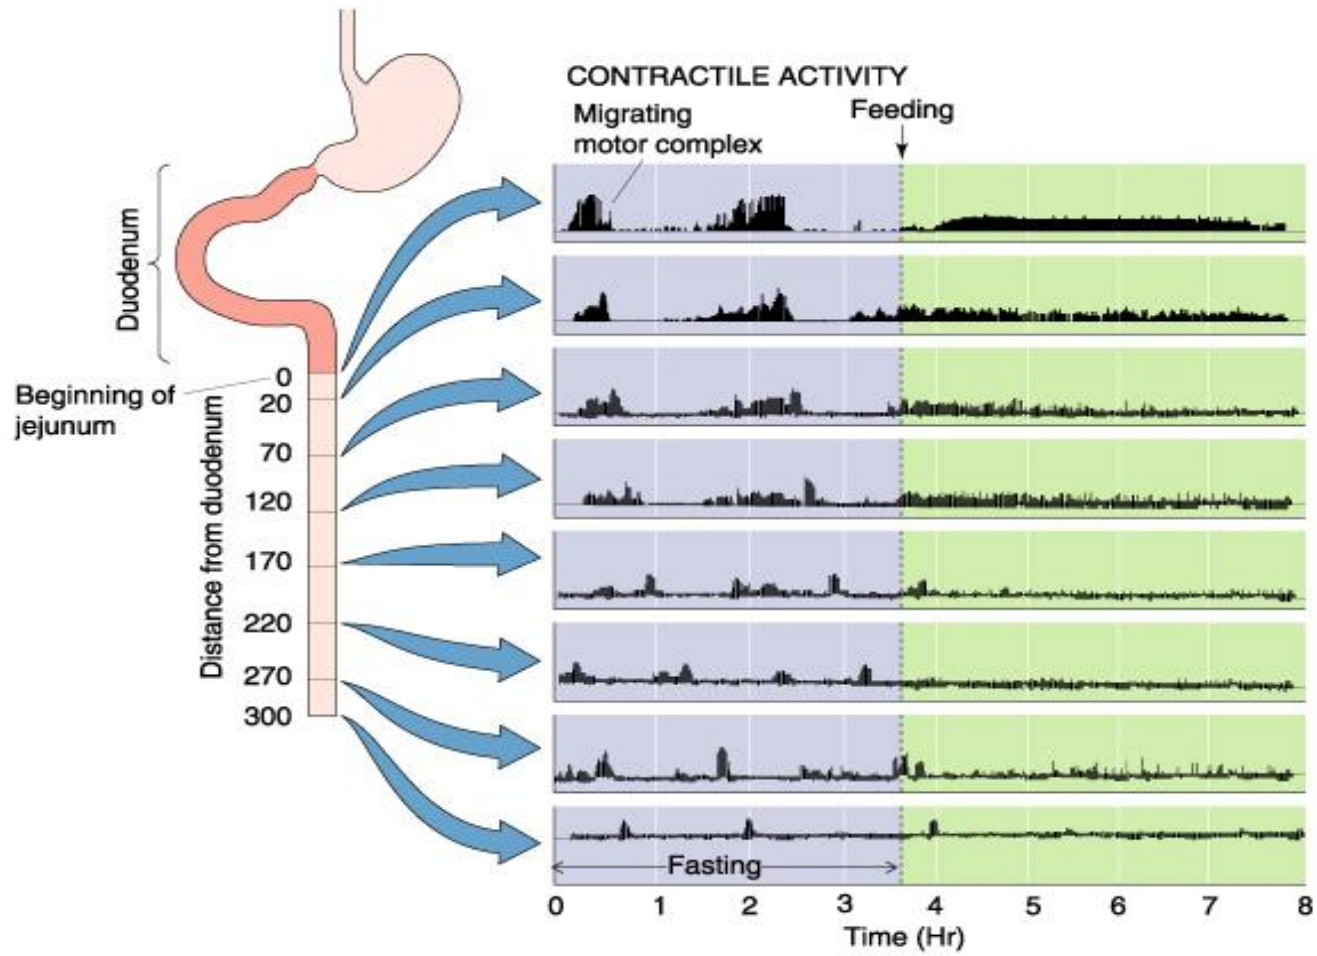 CONTRACTILE ACTIVITY
Migrating
motor complex
Feeding
Duodenum
Beginning of
jejunum
Distance from duodenum
0
20
70
120
170
220
270
300
Fasting
0 1 2 3 4 5 6 7 8
Time (Hr)